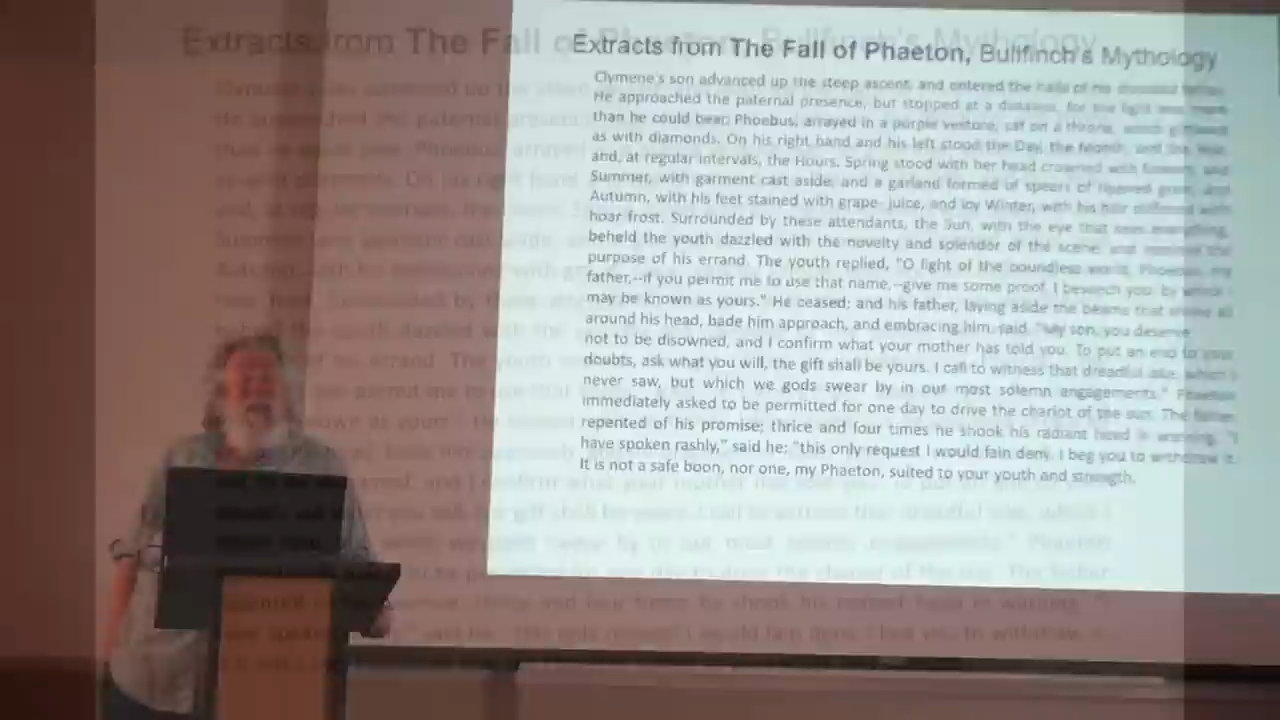 Extracts from The Fall of Phaeton, Bullfinch's Mythology
Clymene's son advanced up the steep ascent, and entered the halls of his
He approached the paternal presence, but stopped at a distance, for the light was more
than he could bear. Phoebus, arrayed in a purple vesture, sat on a throne, which glittered
as with diamonds. On his right hand and his left stood the Day, the Month, and the Year,
and, at regular intervals, the Hours. Spring stood with her head crowned with flowers, and
Summer, with garment cast aside, and a garland formed of spears of ripened grain, and
Autumn, with his feet stained with grape- juice, and icy Winter, with his hair stiffened with
hoar frost. Surrounded by these attendants, the Sun, with the eye that sees everything,
beheld the youth dazzled with the novelty and splendor of the scene, and the
purpose of his errand. The youth replied, "O light of the boundless world, Phoebus, my
father,--if you permit me to use that name,--give me some proof, I beseech you, by which I
may be known as yours." He ceased; and his father, laying aside the beams that shone all
around his head, bade him approach, and embracing him, said, "My son, you deserve
not to be disowned, and I confirm what your mother has told you. To put an end to your
doubts, ask what you will, the gift shall be yours. I call to witness that dreadful lake, which I
never saw, but which we gods swear by in our most solemn engagements." Phaeton
immediately asked to be permitted for one day to drive the chariot of the sun. The father
repented of his promise; thrice and four times he shook his radiant head in warning. "I
have spoken rashly," said he; "this only request I would fain deny. I beg you to withdraw it.
It is not a safe boon, nor one, my Phaeton, suited to your youth and strength.